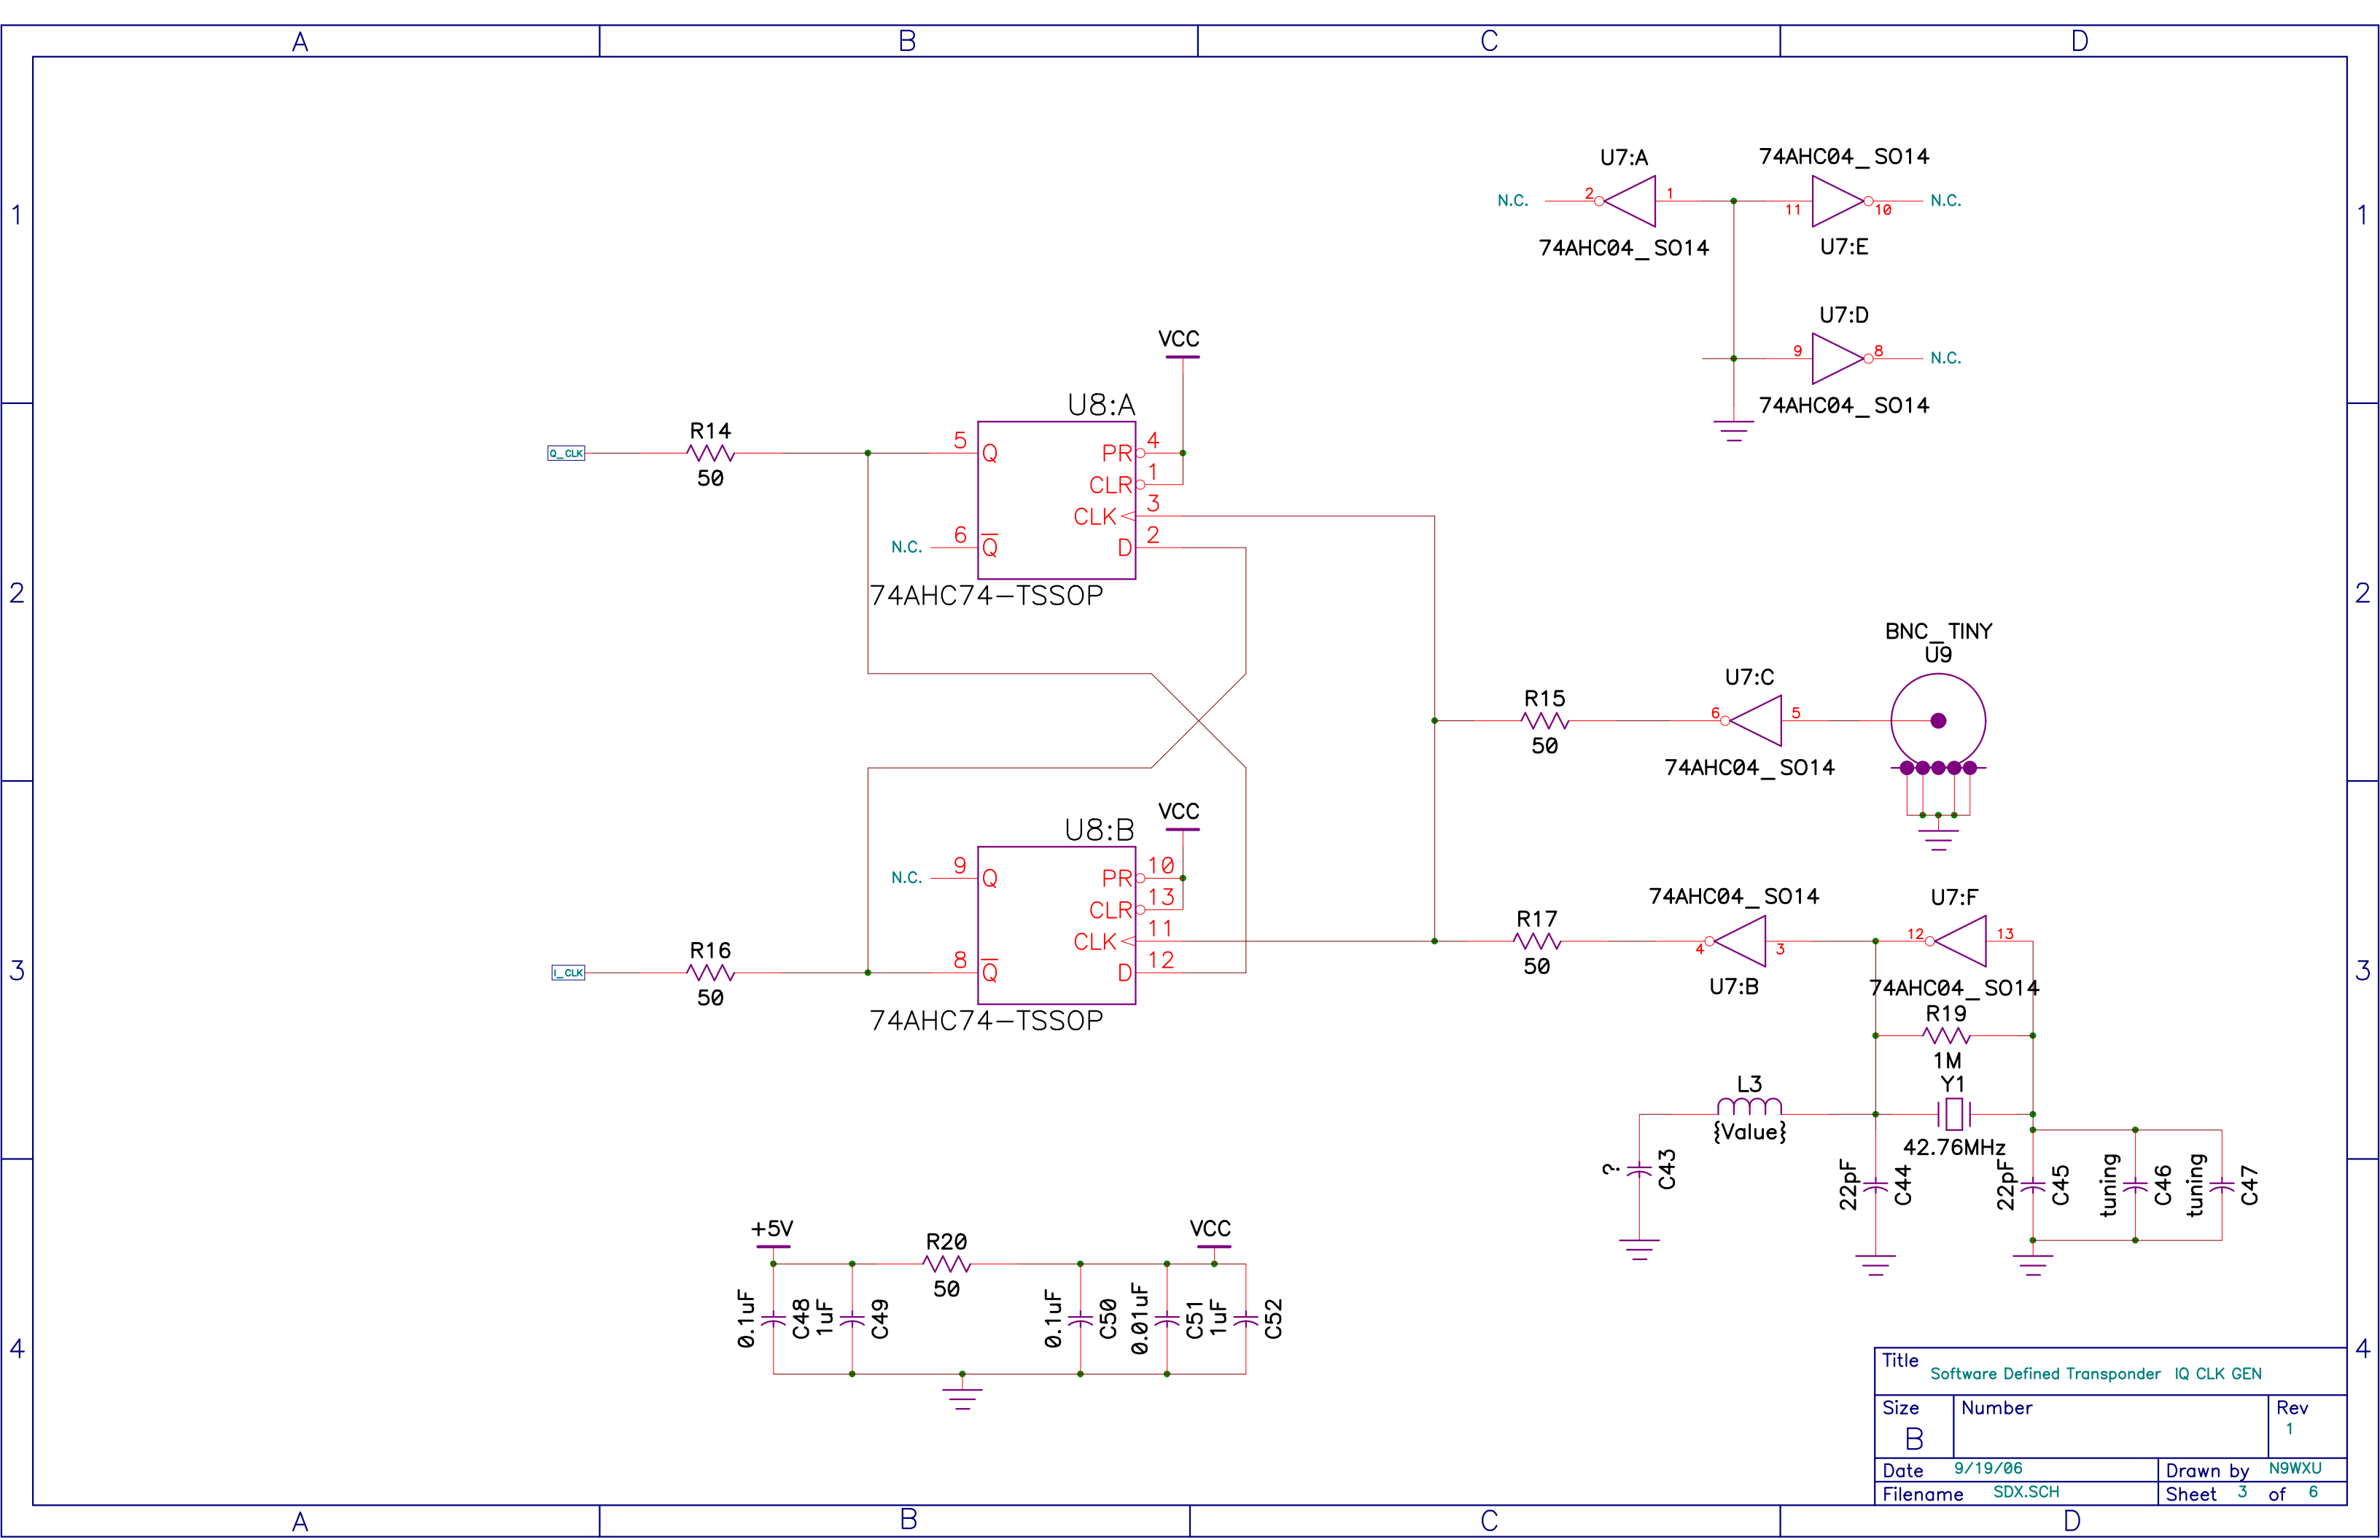 A B C D
1 1
U7:A 74AHC04_SO14
N.C. 2 1 11 10 N.C.
74AHC04_SO14 U7:E
U7:D
9 8 N.C.
74AHC04_SO14
VCC
U8:A
R14
Q_CLK 5 Q PR 4
50
CLR 1
CLK 3
N.C. 6 Q D 2
74AHC74-TSSOP
2 2
BNC_TINY
U9
U7:C
R15
6 5
50
74AHC04_SO14
VCC
U8:B
N.C. 9 Q PR 10
CLR 13
74AHC04_SO14 U7:F
R17
CLK 11 4 3 12 13
50
R16
I_CLK 8 Q D 12
50
U7:B 74AHC04_SO14
74AHC74-TSSOP
3 3
R19
1M
Y1
42.76MHz
L3
{Value}
?
C43
22pF
C44
22pF
C45
tuning
C46
tuning
C47
+5V VCC
R20
50
0.1uF
C48
1uF
C49
0.1uF
C50
0.01uF
C51
1uF
C52
4 4
Title Software Defined Transponder IQ CLK GEN
Size Number Rev
B 1
Date 9/19/06 Drawn by N9WXU
Filename SDX.SCH Sheet 3 of 6
A B C D